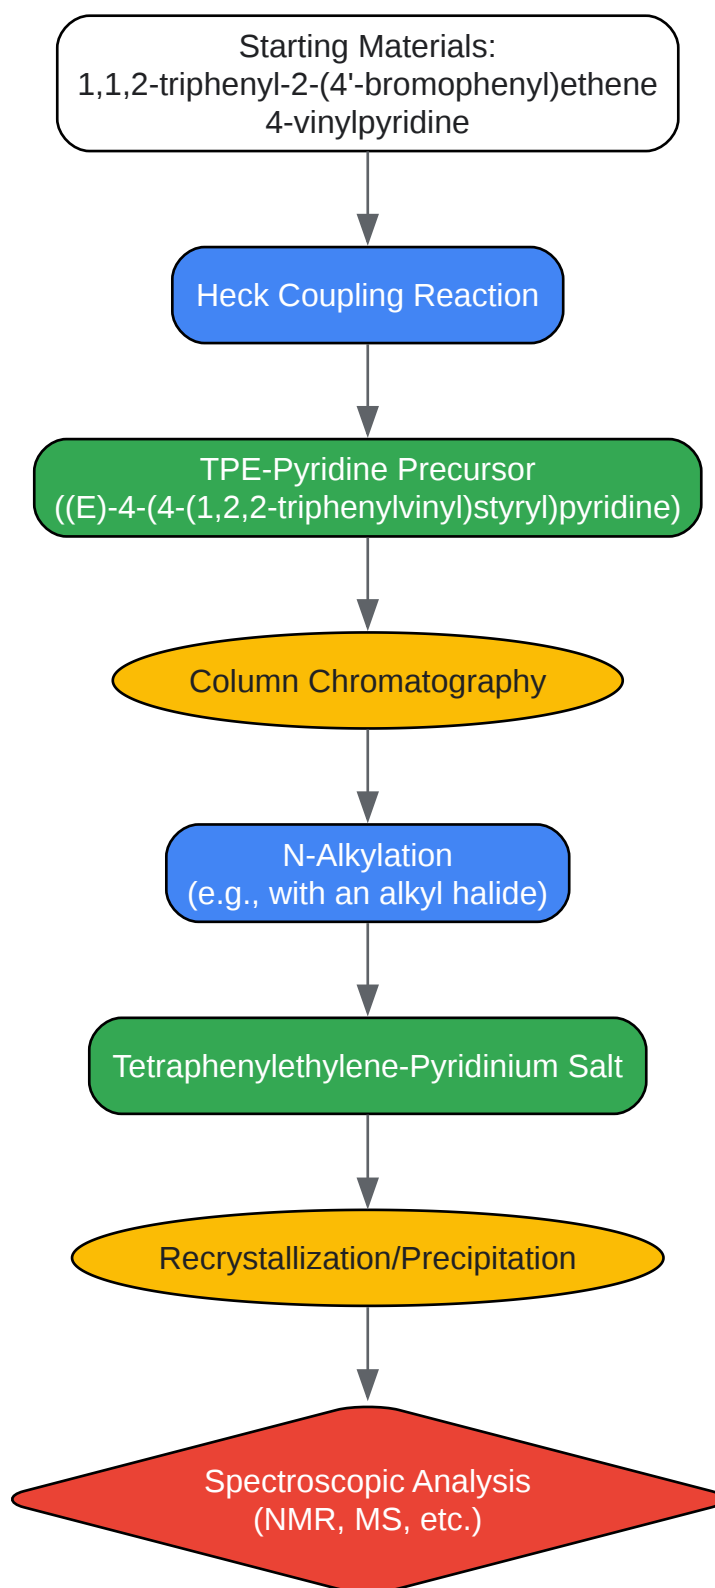 Starting Materials:
1,1,2-triphenyl-2-(4'-bromophenyl)ethene
4-vinylpyridine
Heck Coupling Reaction
TPE-Pyridine Precursor
((E)-4-(4-(1,2,2-triphenylvinyl)styryl)pyridine)
Column Chromatography
N-Alkylation
(e.g., with an alkyl halide)
Tetraphenylethylene-Pyridinium Salt
Recrystallization/Precipitation
Spectroscopic Analysis
(NMR, MS, etc.)